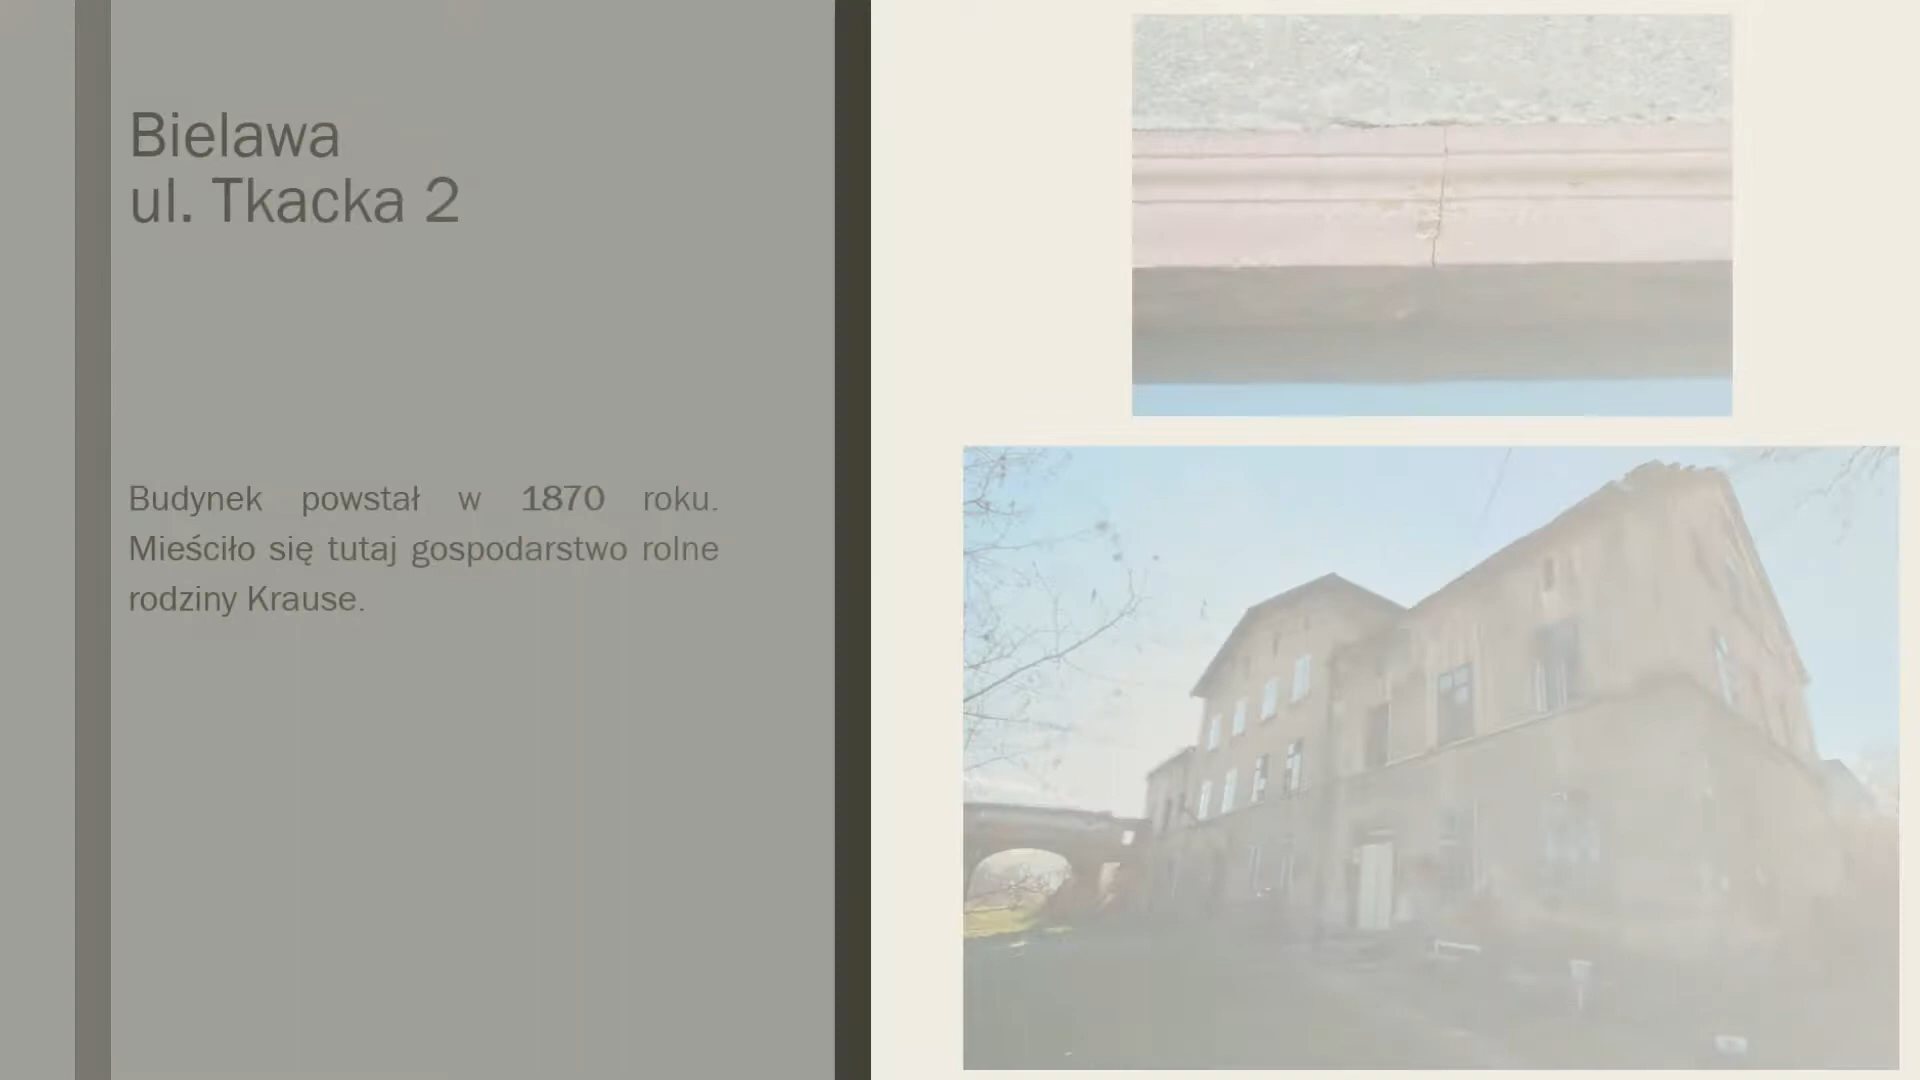 Bielawa
ul. Tkacka 2
Budynek powstał w 1870 roku.
Mieściło się tutaj gospodarstwo rolne
rodziny Krause.